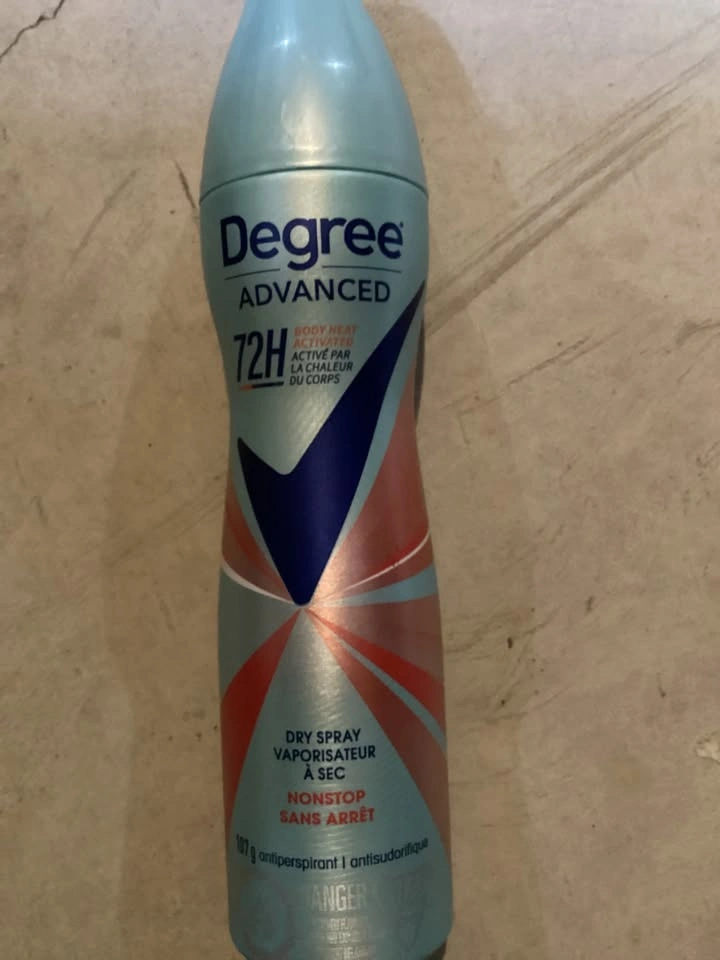 Degree
ADVANCED
72H
BODY HEAT
ACTIVATED
ACTIVÉ PAR
LA CHALEUR
DU CORPS
DRY SPRAY
VAPORISATEUR
À SEC
NONSTOP
SANS ARRÊT
107 g antiperspirant | antisudorifique